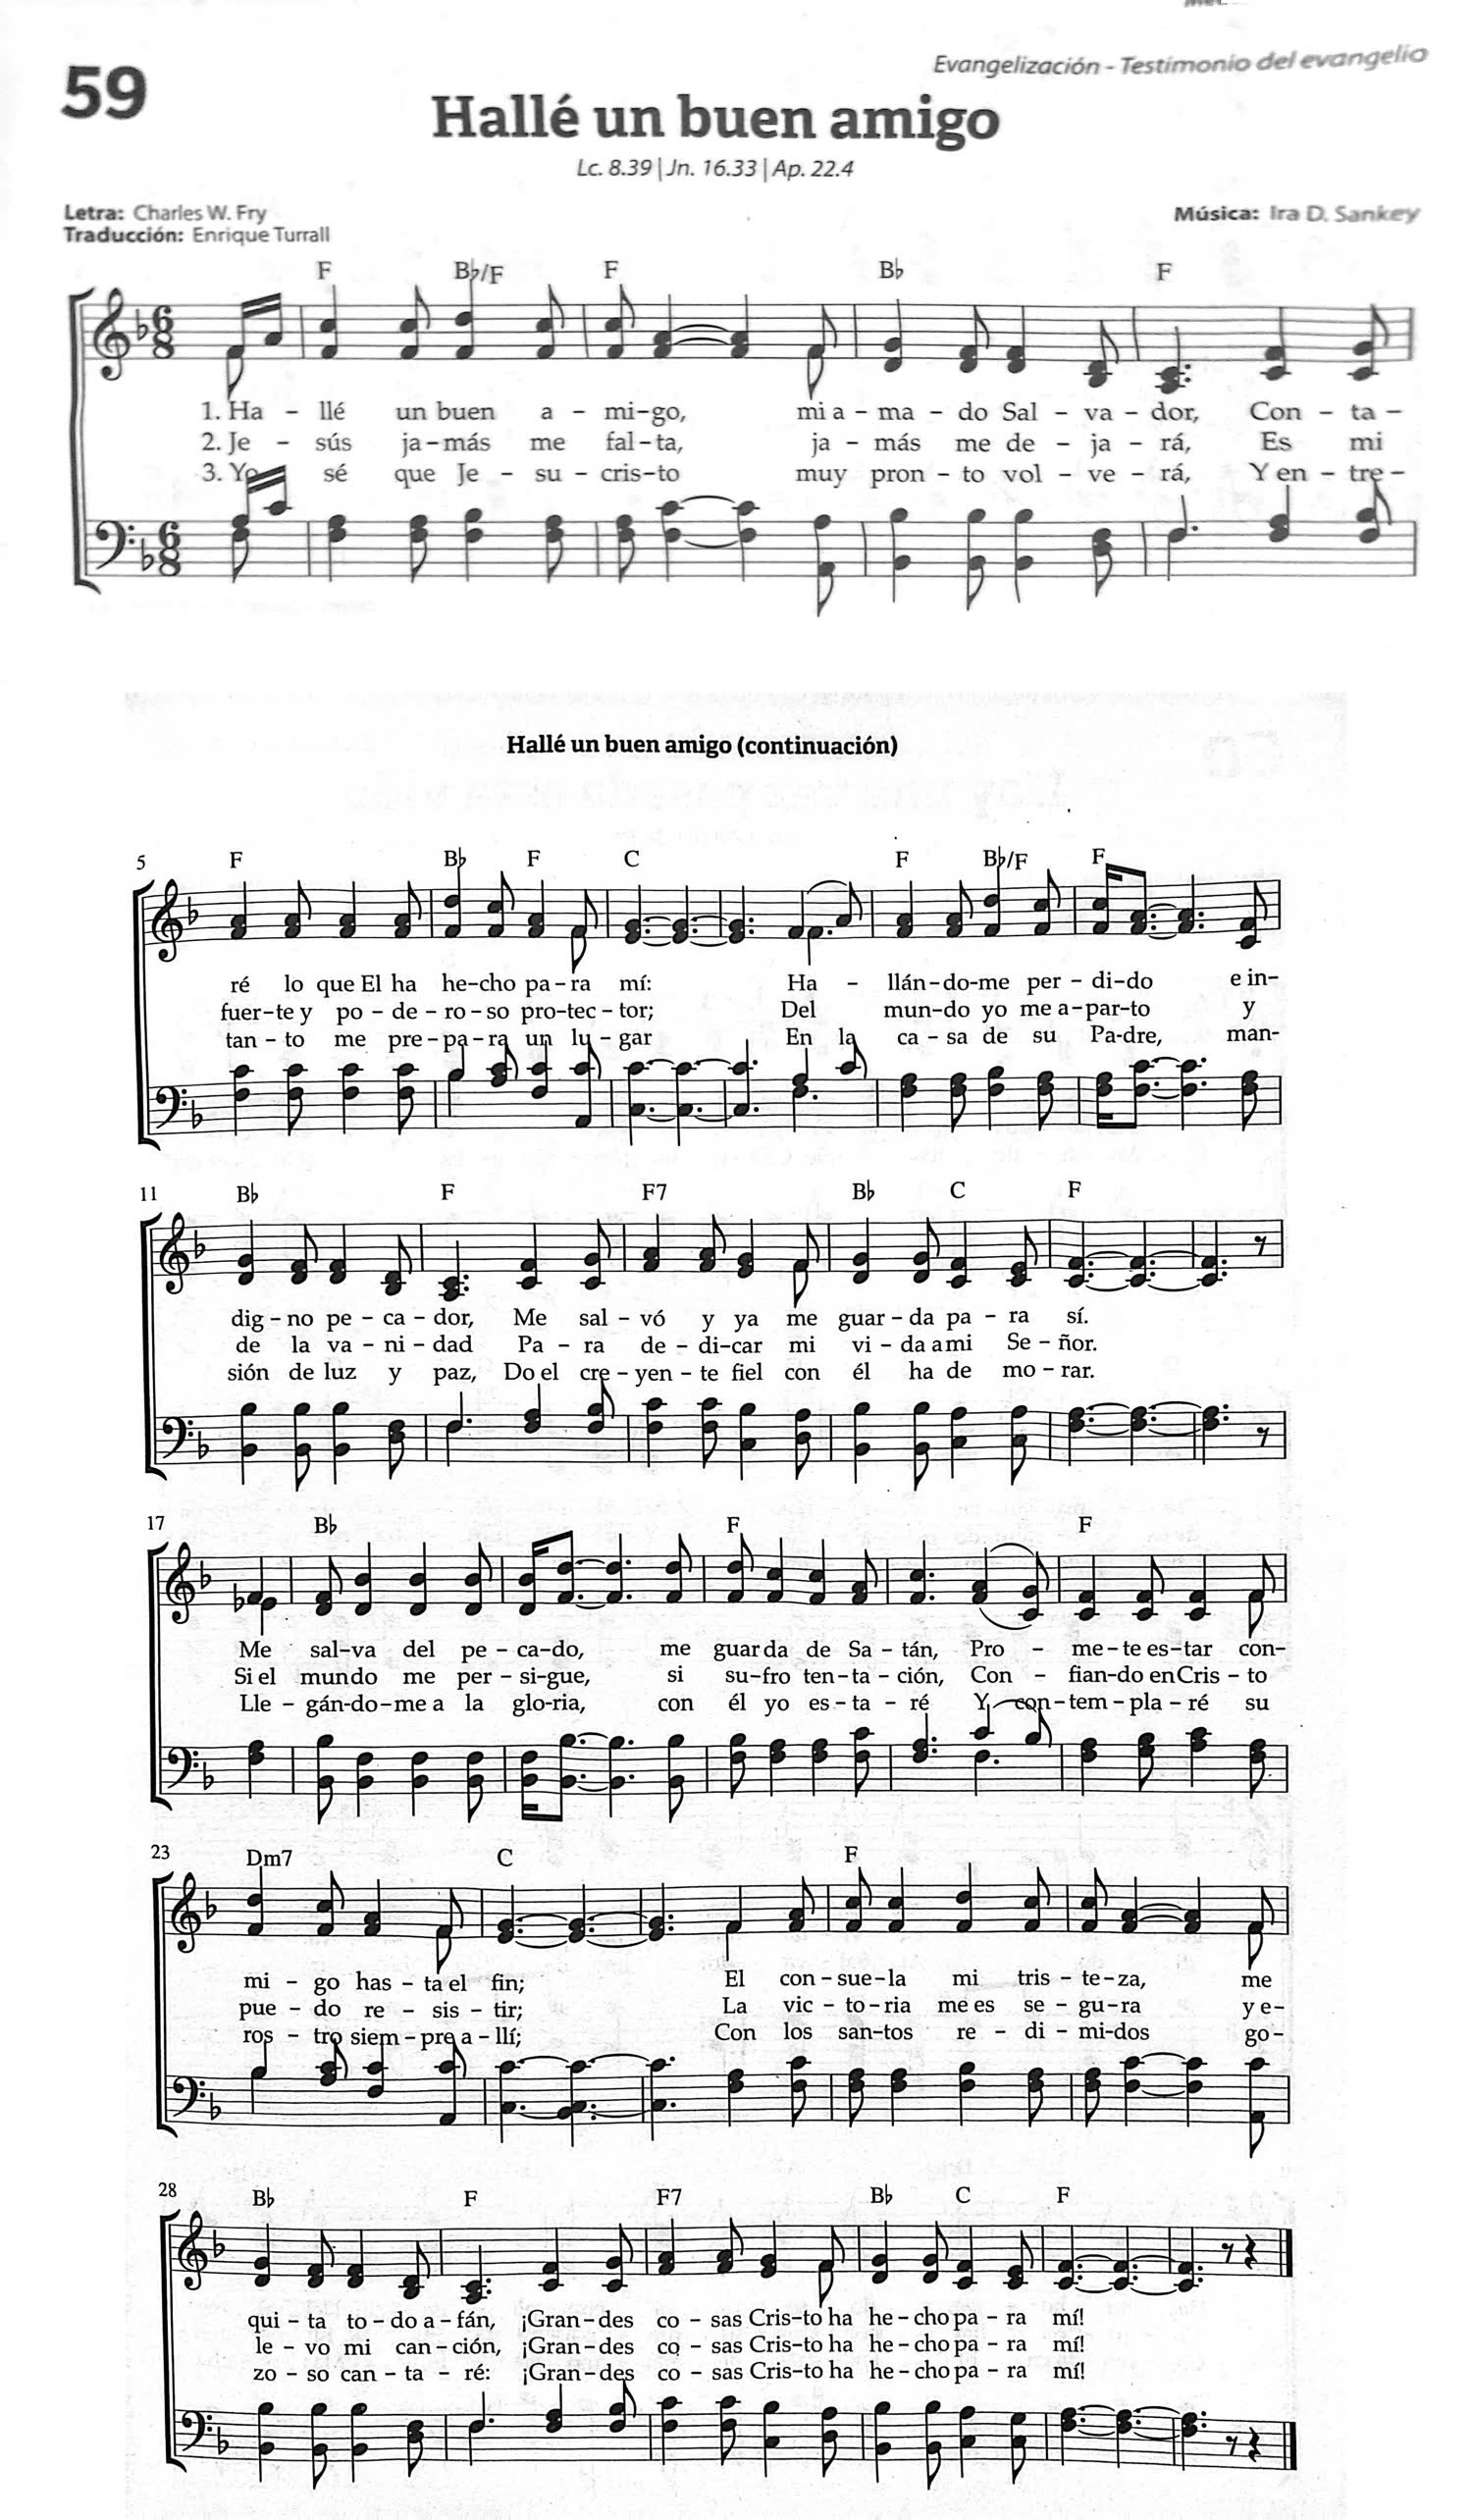 Evangelización - Testimonio del evangelio
59
Hallé un buen amigo
Lc. 8.39 | Jn. 16.33 | Ap. 22.4
Letra: Charles W. Fry
Traducción: Enrique Turrall
Música: Ira D. Sankey
F B♭/F F B♭ F
1. Ha – llé un buen a – mi–go, mi a – ma – do Sal – va – dor, Con – ta –
2. Je – sús ja–más me fal–ta, ja – más me de – ja – rá, Es mi
3. Yo sé que Je – su – cris–to muy pron – to vol – ve – rá, Y en – tre –
Hallé un buen amigo (continuación)
5 F B♭ F C F B♭/F F
ré lo que El ha he–cho pa–ra mí: Ha – llán–do–me per – di–do e in–
fuer–te y po – de – ro – so pro–tec – tor; Del mun–do yo me a–par–to y
tan – to me pre–pa–ra un lu – gar En la ca – sa de su Pa-dre, man-
11 B♭ F F7 B♭ C F
dig – no pe – ca – dor, Me sal – vó y ya me guar – da pa – ra sí.
de la va – ni – dad Pa – ra de – di–car mi vi – da a mi Se – ñor.
sión de luz y paz, Do el cre – yen – te fiel con él ha de mo – rar.
17 B♭ F F
Me sal–va del pe – ca–do, me guar da de Sa – tán, Pro – me–te es–tar con–
Si el mun do me per – si–gue, si su–fro ten–ta – ción, Con – fian–do en Cris – to
Lle – gán–do–me a la glo–ria, con él yo es – ta – ré Y con–tem – pla – ré su
23 Dm7 C F
mi – go has – ta el fin; El con – sue–la mi tris – te–za, me
pue – do re – sis – tir; La vic – to–ria me es se – gu–ra y e–
ros – tro siem–pre a–llí; Con los san–tos re – di – mi-dos go–
28 B♭ F F7 B♭ C F
qui – ta to – do a – fán, ¡Gran–des co – sas Cris–to ha he – cho pa – ra mí!
le – vo mi can – ción, ¡Gran–des co – sas Cris–to ha he – cho pa – ra mí!
zo – so can – ta – ré: ¡Gran–des co – sas Cris–to ha he – cho pa – ra mí!